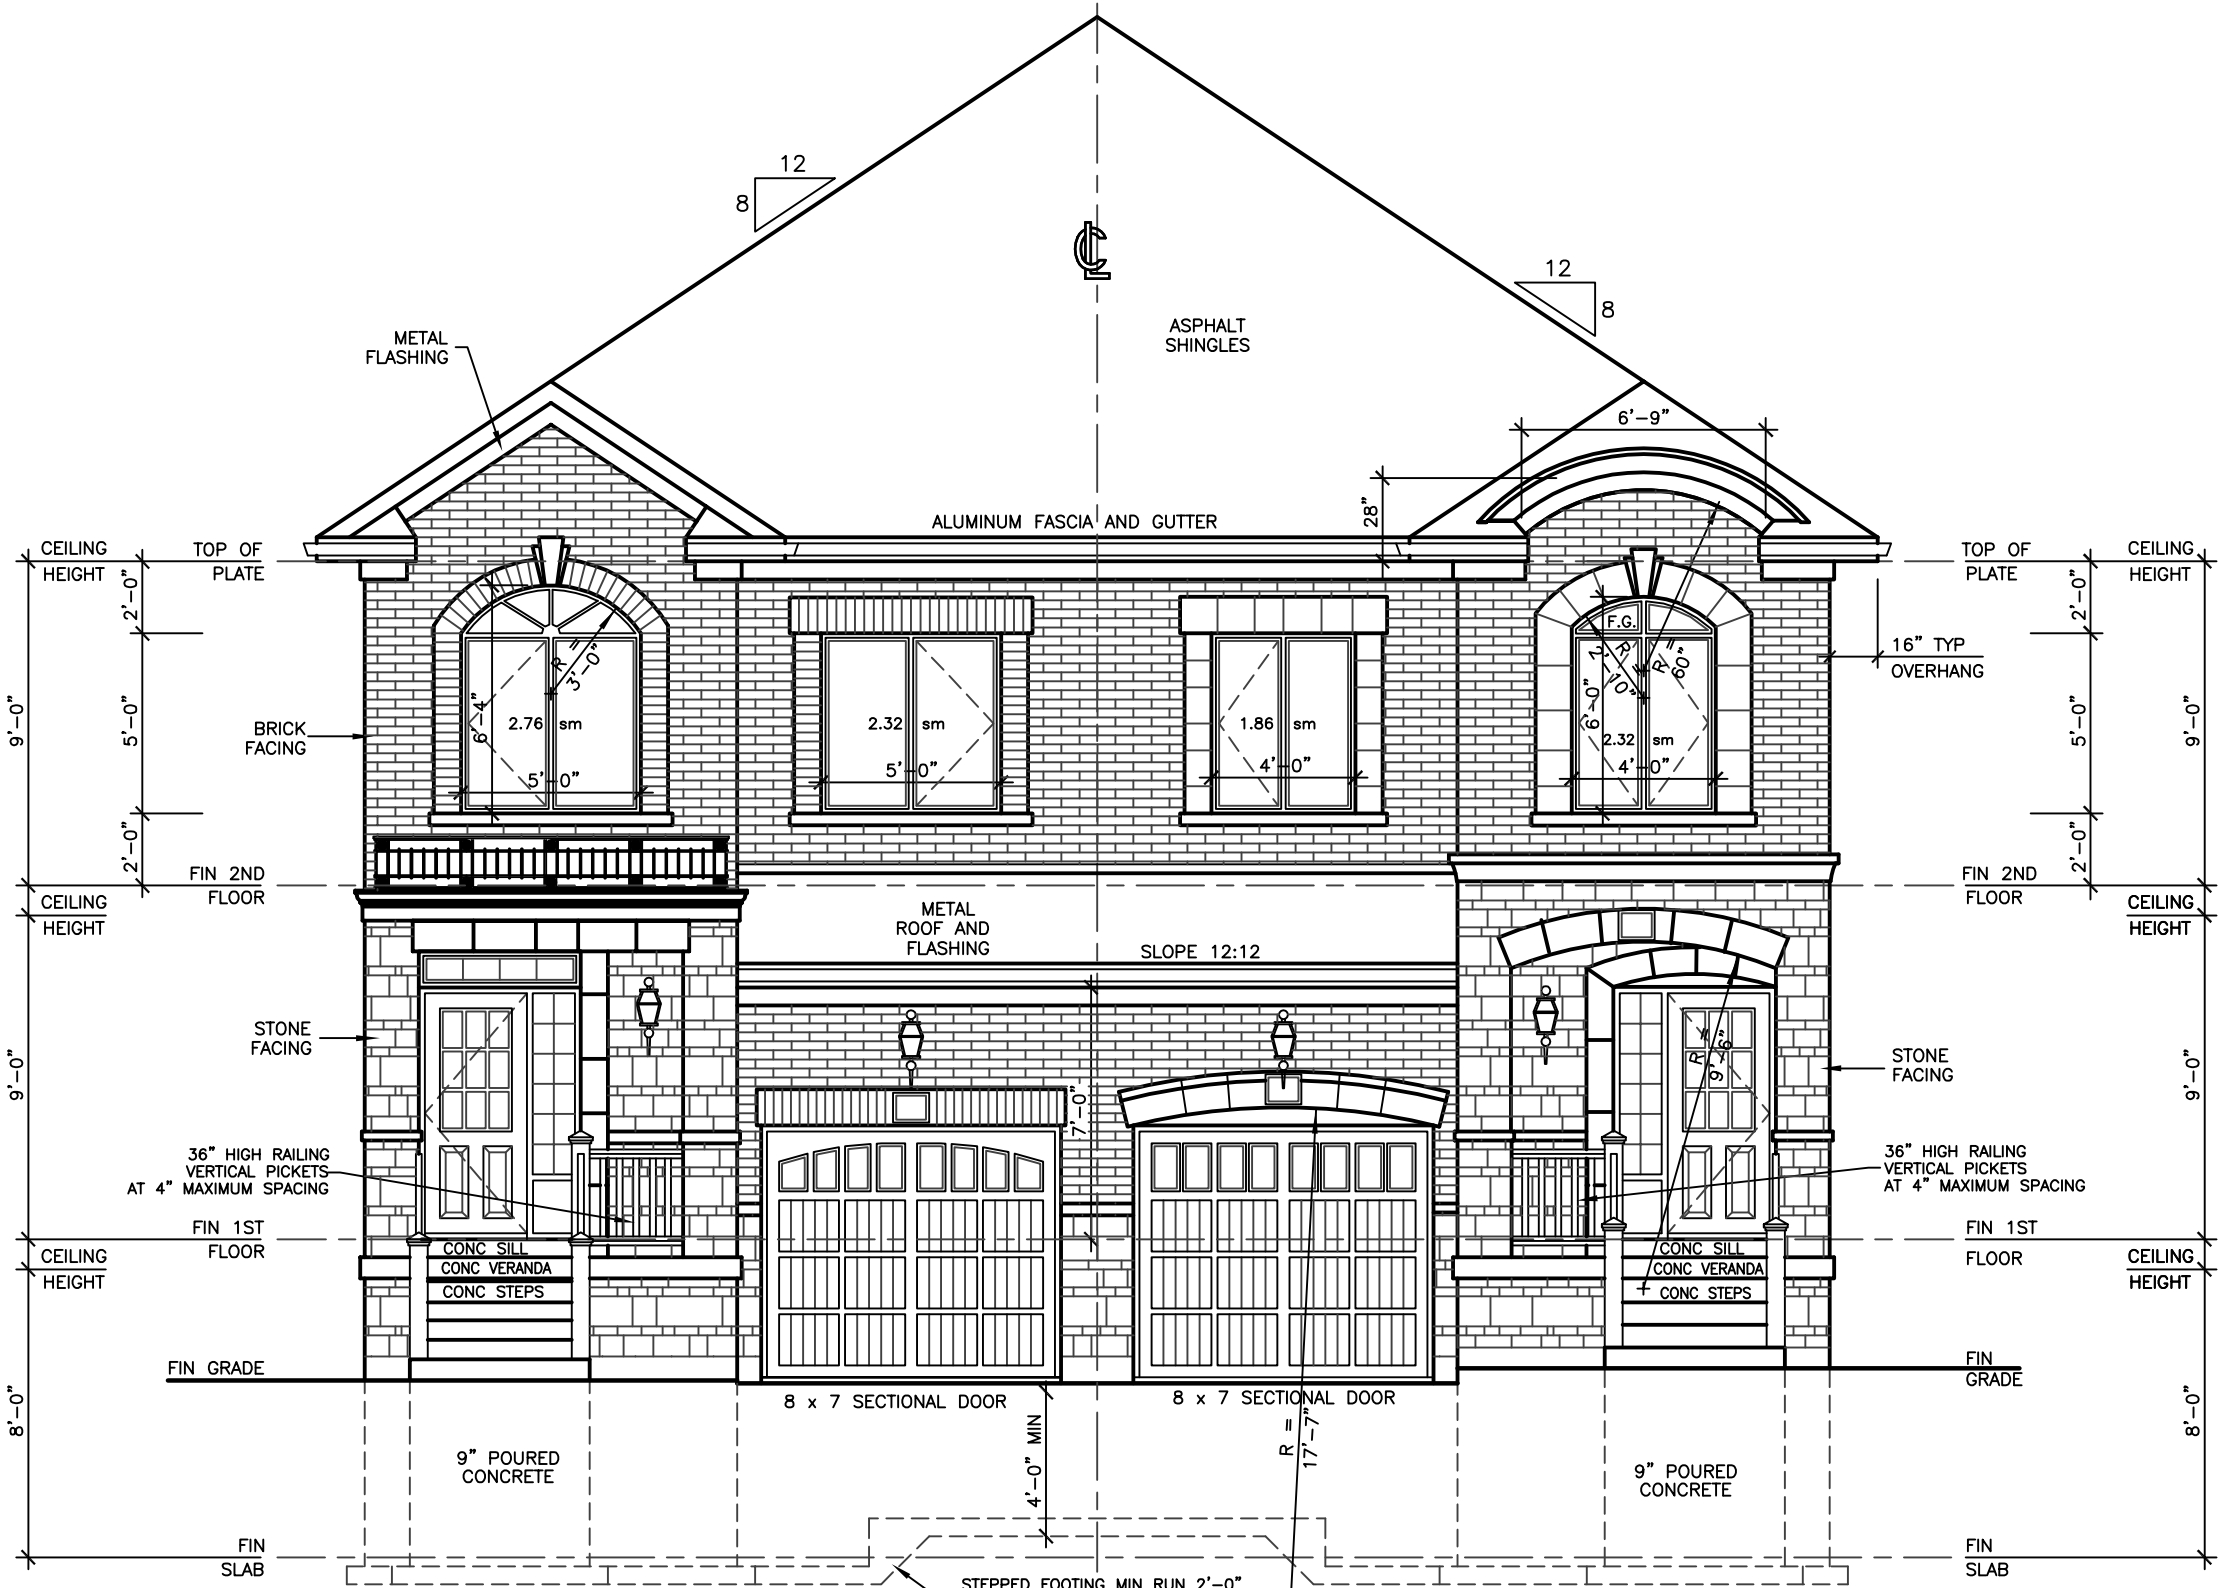 12
8
CL
12
8
ASPHALT
SHINGLES
METAL
FLASHING
6'-9"
28"
ALUMINUM FASCIA AND GUTTER
CEILING
HEIGHT
TOP OF
PLATE
TOP OF
PLATE
CEILING
HEIGHT
2'-0"
2'-0"
F.G.
16" TYP
OVERHANG
R =
3'-0"
R =
2'-10"
R =
60"
9'-0"
5'-0"
BRICK
FACING
6'-4"
2.76 sm
5'-0"
2.32 sm
5'-0"
1.86 sm
4'-0"
6'-0"
2.32 sm
4'-0"
5'-0"
9'-0"
2'-0"
2'-0"
FIN 2ND
FLOOR
FIN 2ND
FLOOR
CEILING
HEIGHT
CEILING
HEIGHT
METAL
ROOF AND
FLASHING
SLOPE 12:12
STONE
FACING
STONE
FACING
R =
9'-6"
9'-0"
7'-0"
9'-0"
36" HIGH RAILING
VERTICAL PICKETS
AT 4" MAXIMUM SPACING
36" HIGH RAILING
VERTICAL PICKETS
AT 4" MAXIMUM SPACING
FIN 1ST
FLOOR
FIN 1ST
FLOOR
CEILING
HEIGHT
CONC SILL
CONC VERANDA
CONC STEPS
CONC SILL
CONC VERANDA
CONC STEPS
CEILING
HEIGHT
FIN GRADE
FIN
GRADE
8 x 7 SECTIONAL DOOR
8 x 7 SECTIONAL DOOR
8'-0"
9" POURED
CONCRETE
4'-0" MIN
R =
17'-7"
9" POURED
CONCRETE
8'-0"
FIN
SLAB
FIN
SLAB
STEPPED FOOTING MIN RUN 2'-0"